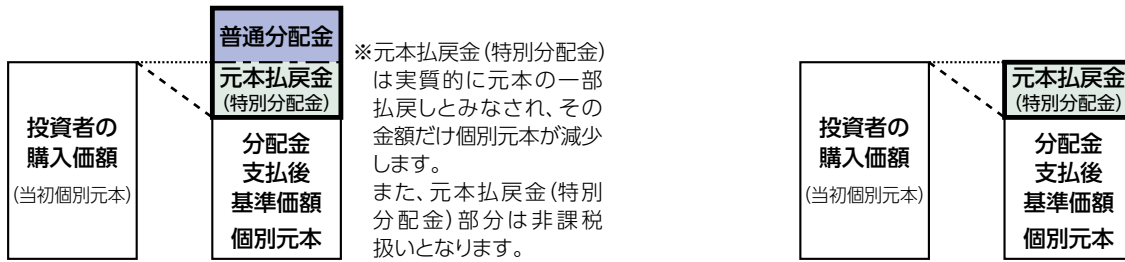 投資者の
購入価額
(当初個別元本)
普通分配金
元本払戻金
(特別分配金)
分配金
支払後
基準価額
個別元本
※元本払戻金(特別分配金)
は実質的に元本の一部
払戻しとみなされ、その
金額だけ個別元本が減少
します。
また、元本払戻金(特別
分配金)部分は非課税
扱いとなります。
投資者の
購入価額
(当初個別元本)
元本払戻金
(特別分配金)
分配金
支払後
基準価額
個別元本